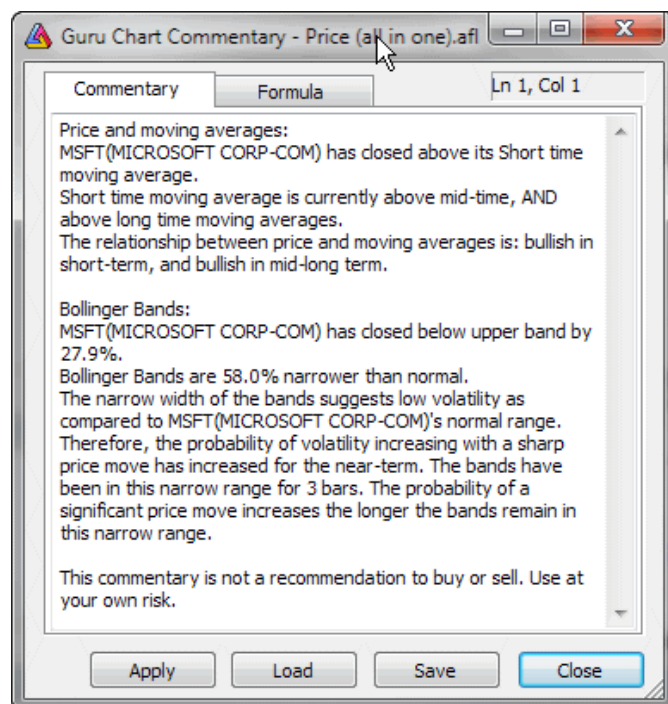 Guru Chart Commentary - Price (all in one).afl
Commentary
Formula
Ln 1, Col 1
Price and moving averages:
MSFT(MICROSOFT CORP-COM) has closed above its Short time
moving average.
Short time moving average is currently above mid-time, AND
above long time moving averages.
The relationship between price and moving averages is: bullish in
short-term, and bullish in mid-long term.
Bollinger Bands:
MSFT(MICROSOFT CORP-COM) has closed below upper band by
27.9%.
Bollinger Bands are 58.0% narrower than normal.
The narrow width of the bands suggests low volatility as
compared to MSFT(MICROSOFT CORP-COM)'s normal range.
Therefore, the probability of volatility increasing with a sharp
price move has increased for the near-term. The bands have
been in this narrow range for 3 bars. The probability of a
significant price move increases the longer the bands remain in
this narrow range.
This commentary is not a recommendation to buy or sell. Use at
your own risk.
Apply
Load
Save
Close